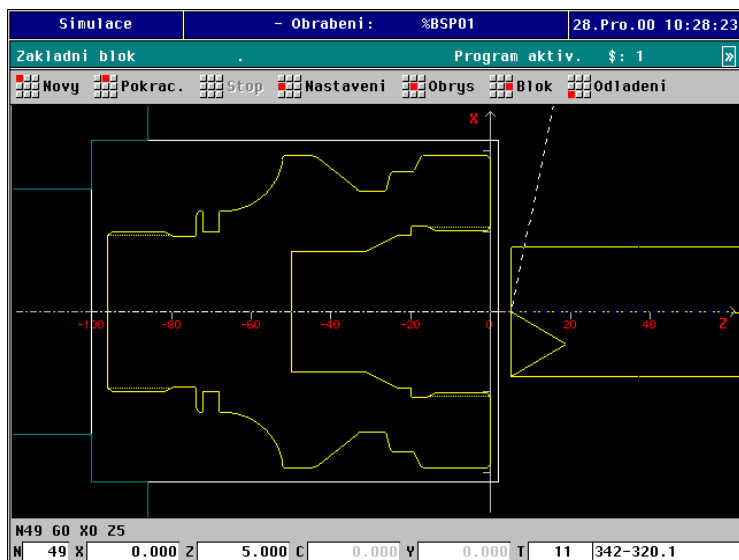 Simulace - Obrabeni: %BSP01 28.Pro.00 10:28:23
Zakladni blok . Program aktiv. $: 1 »
Novy Pokrac. Stop Nastaveni Obrys Blok Odladeni
X
-100 -80 -60 -40 -20 0 20 40 Z
N49 G0 X0 Z5
N 49 X 0.000 Z 5.000 C 0.000 Y 0.000 T 11 342-320.1